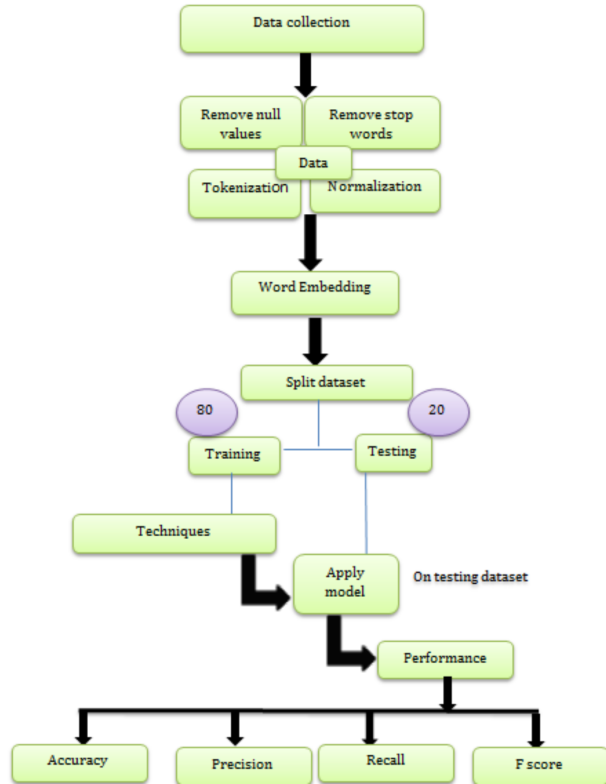 Data collection
Remove null
values
Remove stop
words
Data
Tokenization
Normalization
Word Embedding
Split dataset
80
20
Training
Testing
Techniques
Apply
model
On testing dataset
Performance
Accuracy
Precision
Recall
F score